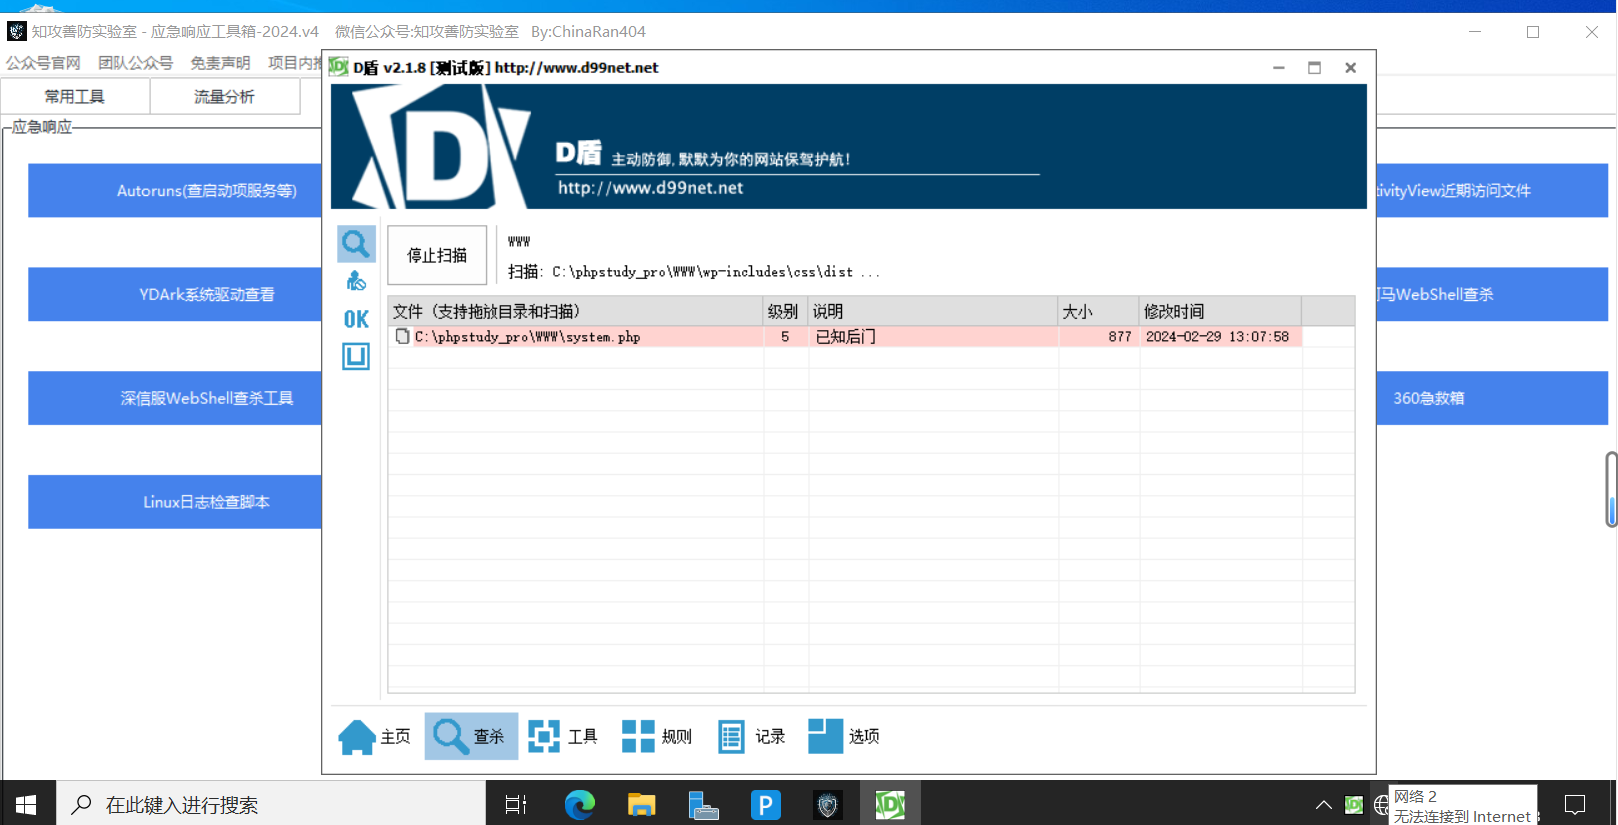 知攻善防实验室 - 应急响应工具箱-2024.v4 微信公众号:知攻善防实验室 By:ChinaRan404
公众号官网 团队公众号 免责声明 项目内
常用工具 流量分析
应急响应
Autoruns(查启动项服务等)
YDArk系统驱动查看
深信服WebShell查杀工具
Linux日志检查脚本
tivityView近期访问文件
马WebShell查杀
360急救箱
D盾 v2.1.8 [测试版] http://www.d99net.net
D盾 主动防御,默默为你的网站保驾护航!
http://www.d99net.net
停止扫描
WWW
扫描: C:\phpstudy_pro\WWW\wp-includes\css\dist ...
OK
文件 (支持拖放目录和扫描) 级别 说明 大小 修改时间
C:\phpstudy_pro\WWW\system.php 5 已知后门 877 2024-02-29 13:07:58
主页 查杀 工具 规则 记录 选项
在此键入进行搜索
网络 2
无法连接到 Internet